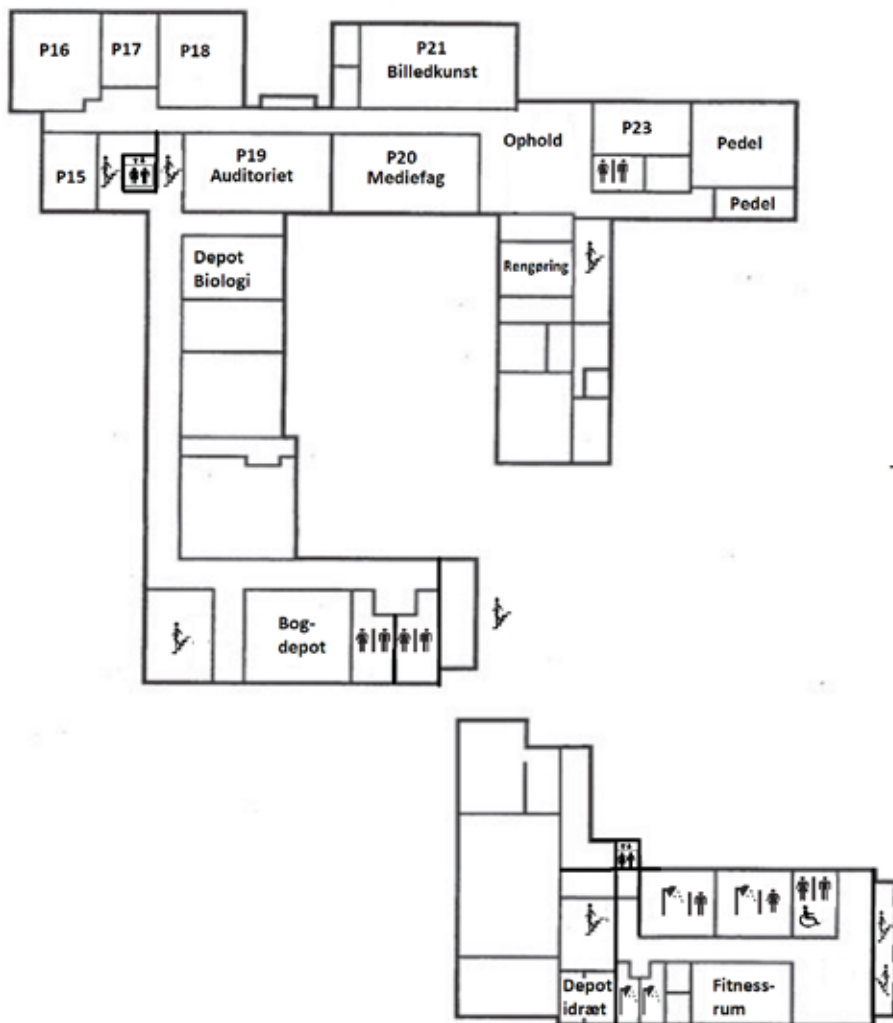 P16
P17
P18
P21
Billedkunst
Ophold
P23
Pedel
P15
P19
Auditoriet
P20
Mediefag
Pedel
Depot
Biologi
Rengøring
Bog-
depot
Depot
idræt
Fitness-
rum